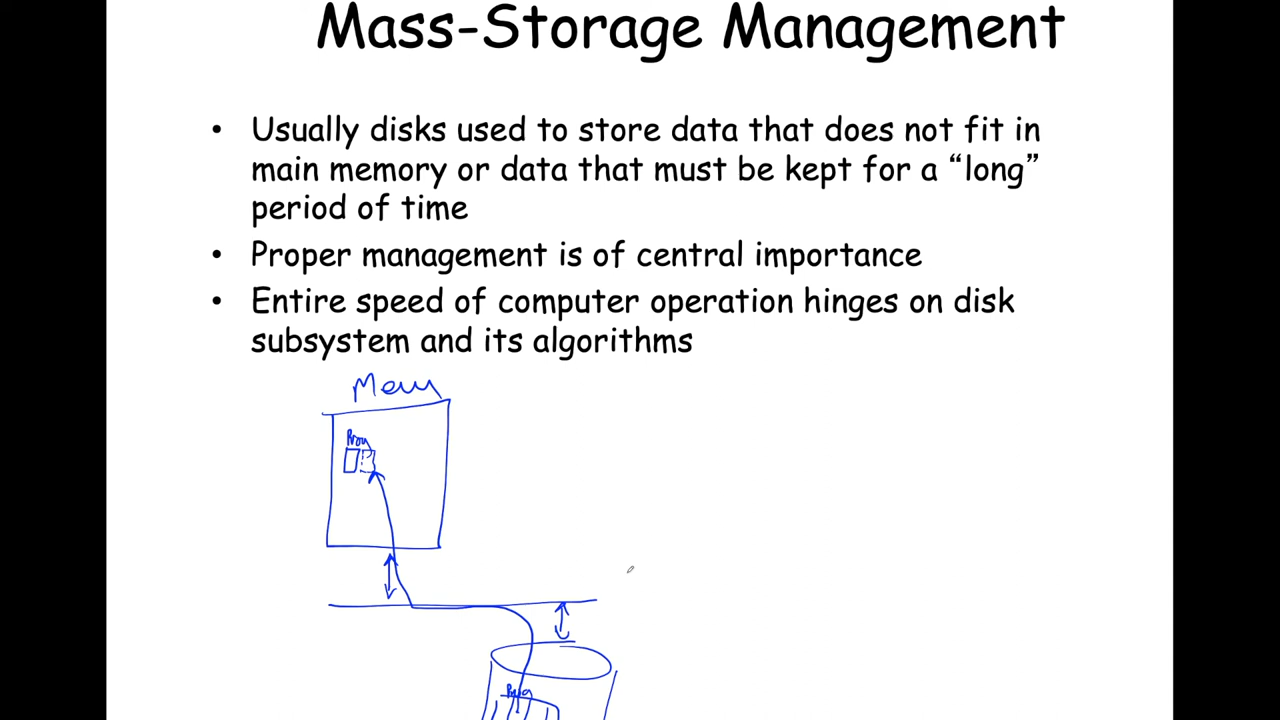 Mass-Storage Management
• Usually disks used to store data that does not fit in
main memory or data that must be kept for a “long”
period of time
• Proper management is of central importance
• Entire speed of computer operation hinges on disk
subsystem and its algorithms
Mem
Prog
Prog